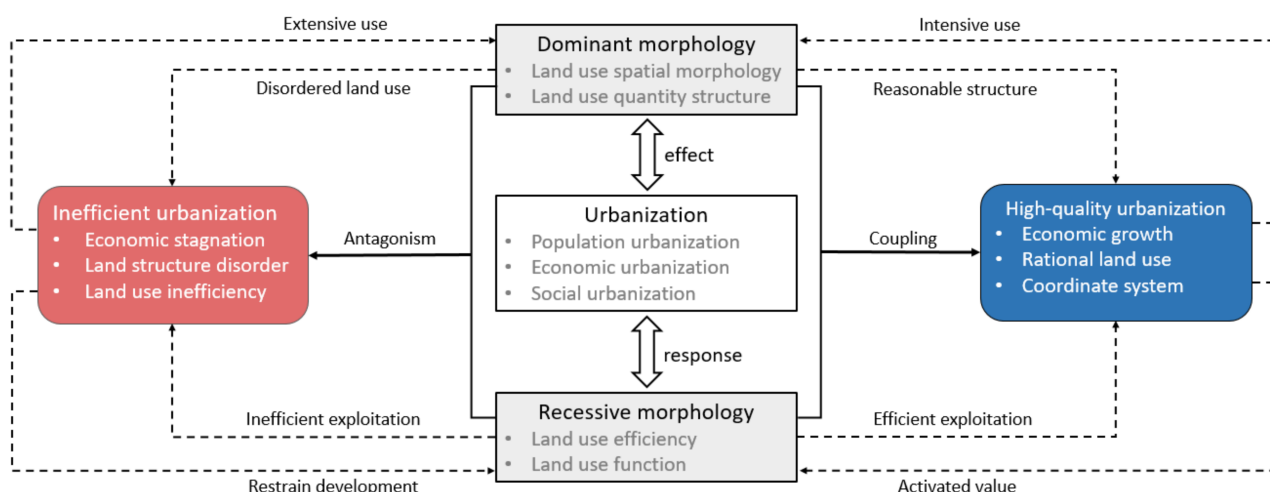 Extensive use
Intensive use
Dominant morphology
• Land use spatial morphology
• Land use quantity structure
Disordered land use
Reasonable structure
effect
Inefficient urbanization
• Economic stagnation
• Land structure disorder
• Land use inefficiency
Antagonism
Urbanization
• Population urbanization
• Economic urbanization
• Social urbanization
Coupling
High-quality urbanization
• Economic growth
• Rational land use
• Coordinate system
response
Recessive morphology
• Land use efficiency
• Land use function
Inefficient exploitation
Efficient exploitation
Restrain development
Activated value